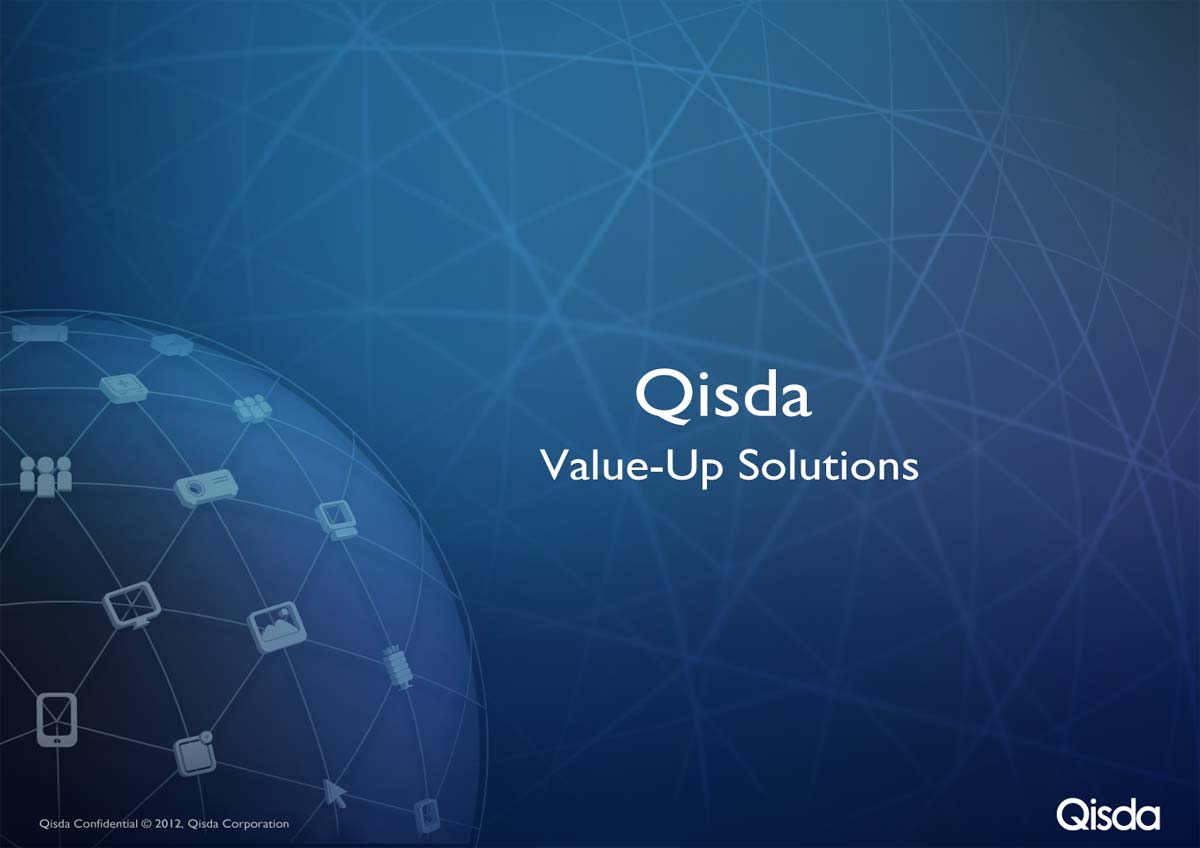 Qisda
Value-Up Solutions
Qisda Confidential © 2012, Qisda Corporation
Qisda